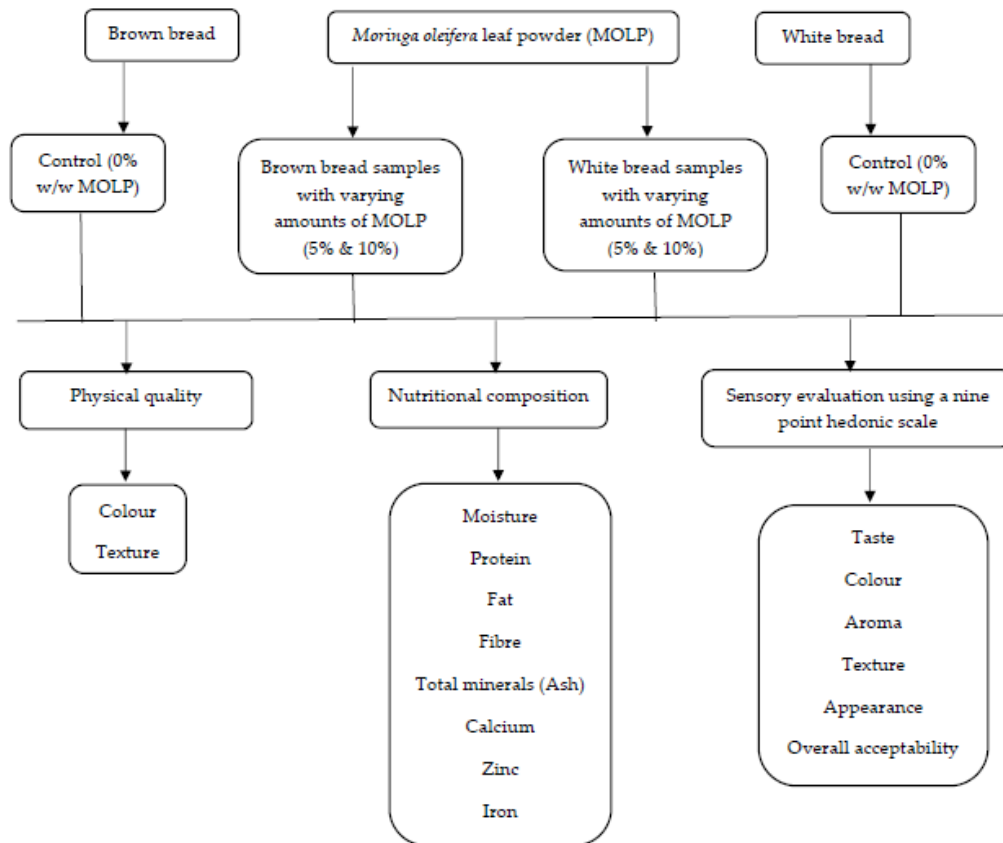 Brown bread
Moringa oleifera leaf powder (MOLP)
White bread
Control (0%
w/w MOLP)
Brown bread samples
with varying
amounts of MOLP
(5% & 10%)
White bread samples
with varying
amounts of MOLP
(5% & 10%)
Control (0%
w/w MOLP)
Physical quality
Nutritional composition
Sensory evaluation using a nine
point hedonic scale
Colour
Texture
Moisture
Protein
Fat
Fibre
Total minerals (Ash)
Calcium
Zinc
Iron
Taste
Colour
Aroma
Texture
Appearance
Overall acceptability